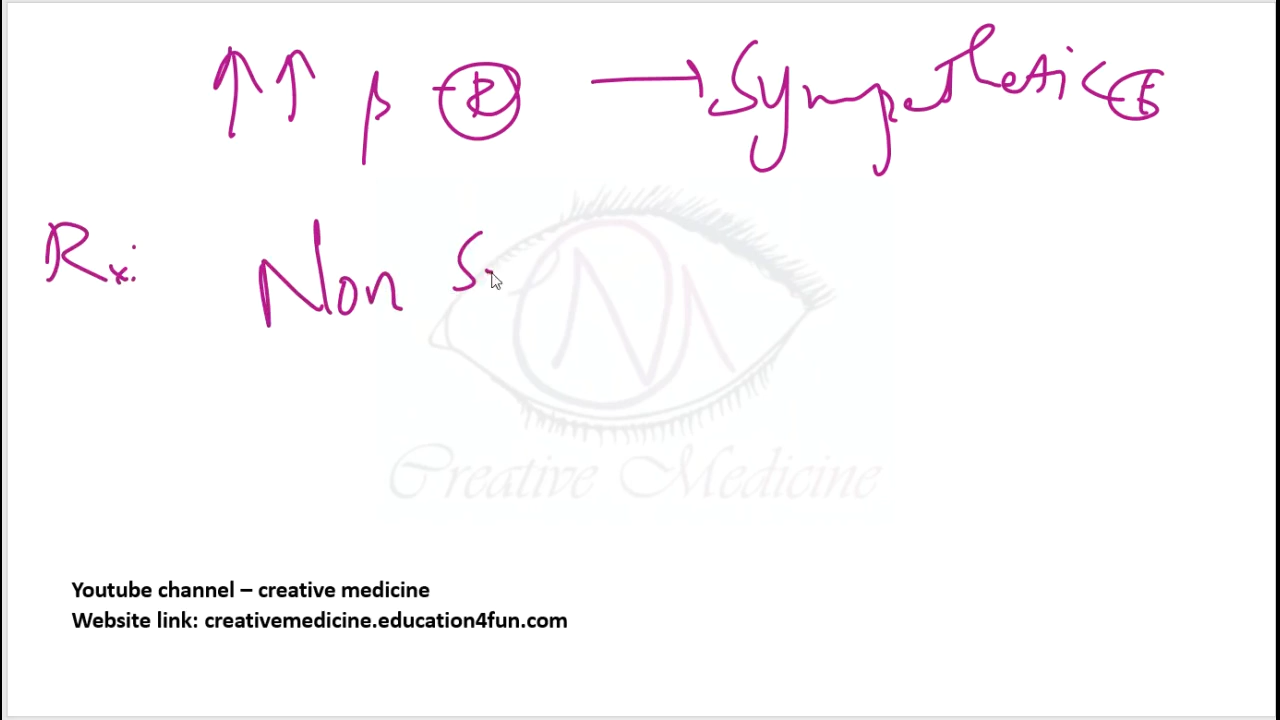 ↑↑ β R → Sympathetic
Rx:
Non S
Creative Medicine
Youtube channel – creative medicine
Website link: creativemedicine.education4fun.com